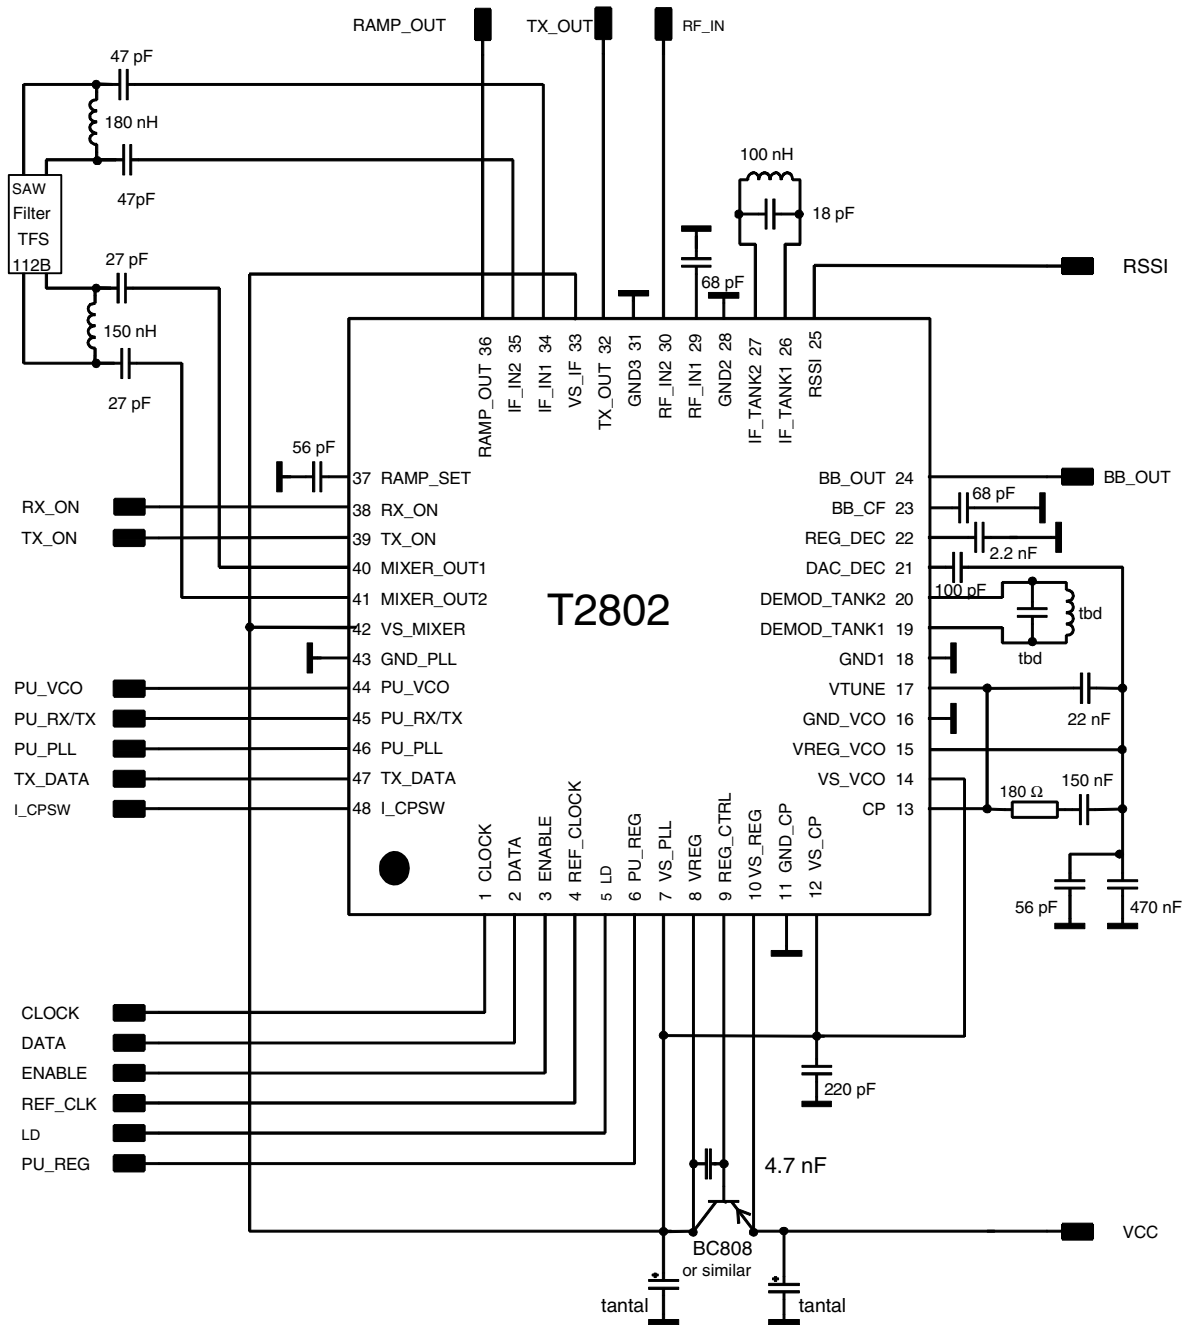 RAMP_OUT
TX_OUT
RF_IN
47 pF
180 nH
47pF
SAW
Filter
TFS
112B
27 pF
150 nH
27 pF
100 nH
18 pF
68 pF
RSSI
RAMP_OUT 36
IF_IN2 35
IF_IN1 34
VS_IF 33
TX_OUT 32
GND3 31
RF_IN2 30
RF_IN1 29
GND2 28
IF_TANK2 27
IF_TANK1 26
RSSI 25
56 pF
37 RAMP_SET
RX_ON
38 RX_ON
TX_ON
39 TX_ON
40 MIXER_OUT1
41 MIXER_OUT2
42 VS_MIXER
43 GND_PLL
PU_VCO
44 PU_VCO
PU_RX/TX
45 PU_RX/TX
PU_PLL
46 PU_PLL
TX_DATA
47 TX_DATA
I_CPSW
48 I_CPSW
T2802
BB_OUT 24
BB_OUT
BB_CF 23
68 pF
REG_DEC 22
2.2 nF
DAC_DEC 21
100 pF
DEMOD_TANK2 20
tbd
DEMOD_TANK1 19
tbd
GND1 18
VTUNE 17
22 nF
GND_VCO 16
VREG_VCO 15
VS_VCO 14
CP 13
180 Ω
150 nF
56 pF
470 nF
1 CLOCK
2 DATA
3 ENABLE
4 REF_CLOCK
5 LD
6 PU_REG
7 VS_PLL
8 VREG
9 REG_CTRL
10 VS_REG
11 GND_CP
12 VS_CP
CLOCK
DATA
ENABLE
REF_CLK
LD
PU_REG
220 pF
4.7 nF
BC808
or similar
VCC
tantal
tantal